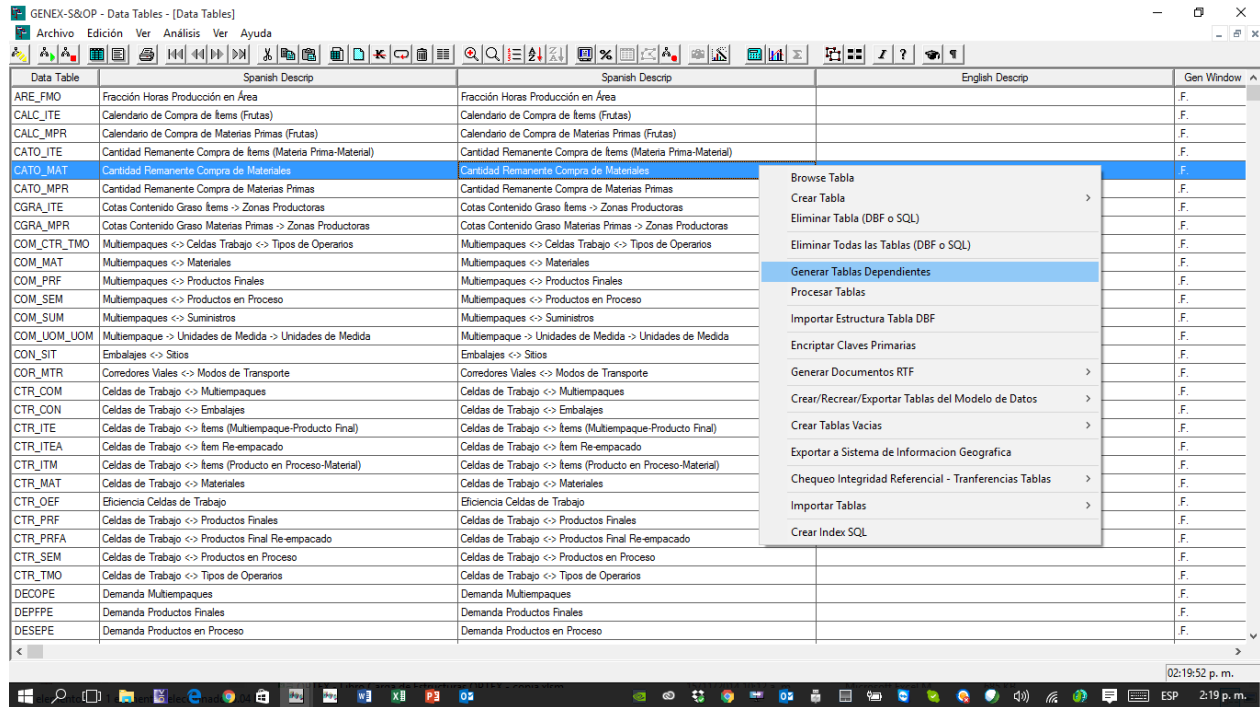 GENEX-S&OP - Data Tables - [Data Tables]
Archivo Edición Ver Análisis Ver Ayuda
Data Table Spanish Descrip Spanish Descrip English Descrip Gen Window
ARE_FMO Fracción Horas Producción en Área Fracción Horas Producción en Área .F.
CALC_ITE Calendario de Compra de Ítems (Frutas) Calendario de Compra de Ítems (Frutas) .F.
CALC_MPR Calendario de Compra de Materias Primas (Frutas) Calendario de Compra de Materias Primas (Frutas) .F.
CATO_ITE Cantidad Remanente Compra de Ítems (Materia Prima-Material) Cantidad Remanente Compra de Ítems (Materia Prima-Material) .F.
CATO_MAT Cantidad Remanente Compra de Materiales Cantidad Remanente Compra de Materiales .F.
CATO_MPR Cantidad Remanente Compra de Materias Primas Cantidad Remanente Compra de Materias Primas .F.
CGRA_ITE Cotas Contenido Graso Ítems -> Zonas Productoras Cotas Contenido Graso Ítems -> Zonas Productoras .F.
CGRA_MPR Cotas Contenido Graso Materias Primas -> Zonas Productoras Cotas Contenido Graso Materias Primas -> Zonas Productoras .F.
COM_CTR_TMO Multiempaques <-> Celdas Trabajo <-> Tipos de Operarios Multiempaques <-> Celdas Trabajo <-> Tipos de Operarios .F.
COM_MAT Multiempaques <-> Materiales Multiempaques <-> Materiales .F.
COM_PRF Multiempaques <-> Productos Finales Multiempaques <-> Productos Finales .F.
COM_SEM Multiempaques <-> Productos en Proceso Multiempaques <-> Productos en Proceso .F.
COM_SUM Multiempaques <-> Suministros Multiempaques <-> Suministros .F.
COM_UOM_UOM Multiempaque -> Unidades de Medida -> Unidades de Medida Multiempaque -> Unidades de Medida -> Unidades de Medida .F.
CON_SIT Embalajes <-> Sitios Embalajes <-> Sitios .F.
COR_MTR Corredores Viales <-> Modos de Transporte Corredores Viales <-> Modos de Transporte .F.
CTR_COM Celdas de Trabajo <-> Multiempaques Celdas de Trabajo <-> Multiempaques .F.
CTR_CON Celdas de Trabajo <-> Embalajes Celdas de Trabajo <-> Embalajes .F.
CTR_ITE Celdas de Trabajo <-> Ítems (Multiempaque-Producto Final) Celdas de Trabajo <-> Ítems (Multiempaque-Producto Final) .F.
CTR_ITEA Celdas de Trabajo <-> Ítem Re-empacado Celdas de Trabajo <-> Ítem Re-empacado .F.
CTR_ITM Celdas de Trabajo <-> Ítems (Producto en Proceso-Material) Celdas de Trabajo <-> Ítems (Producto en Proceso-Material) .F.
CTR_MAT Celdas de Trabajo <-> Materiales Celdas de Trabajo <-> Materiales .F.
CTR_OEF Eficiencia Celdas de Trabajo Eficiencia Celdas de Trabajo .F.
CTR_PRF Celdas de Trabajo <-> Productos Finales Celdas de Trabajo <-> Productos Finales .F.
CTR_PRFA Celdas de Trabajo <-> Productos Final Re-empacado Celdas de Trabajo <-> Productos Final Re-empacado .F.
CTR_SEM Celdas de Trabajo <-> Productos en Proceso Celdas de Trabajo <-> Productos en Proceso .F.
CTR_TMO Celdas de Trabajo <-> Tipos de Operarios Celdas de Trabajo <-> Tipos de Operarios .F.
DECOPE Demanda Multiempaques Demanda Multiempaques .F.
DEPFPE Demanda Productos Finales Demanda Productos Finales .F.
DESEPE Demanda Productos en Proceso Demanda Productos en Proceso .F.
Browse Tabla
Crear Tabla
Eliminar Tabla (DBF o SQL)
Eliminar Todas las Tablas (DBF o SQL)
Generar Tablas Dependientes
Procesar Tablas
Importar Estructura Tabla DBF
Encriptar Claves Primarias
Generar Documentos RTF
Crear/Recrear/Exportar Tablas del Modelo de Datos
Crear Tablas Vacias
Exportar a Sistema de Informacion Geografica
Chequeo Integridad Referencial - Tranferencias Tablas
Importar Tablas
Crear Index SQL
02:19:52 p. m.
ESP 2:19 p. m.